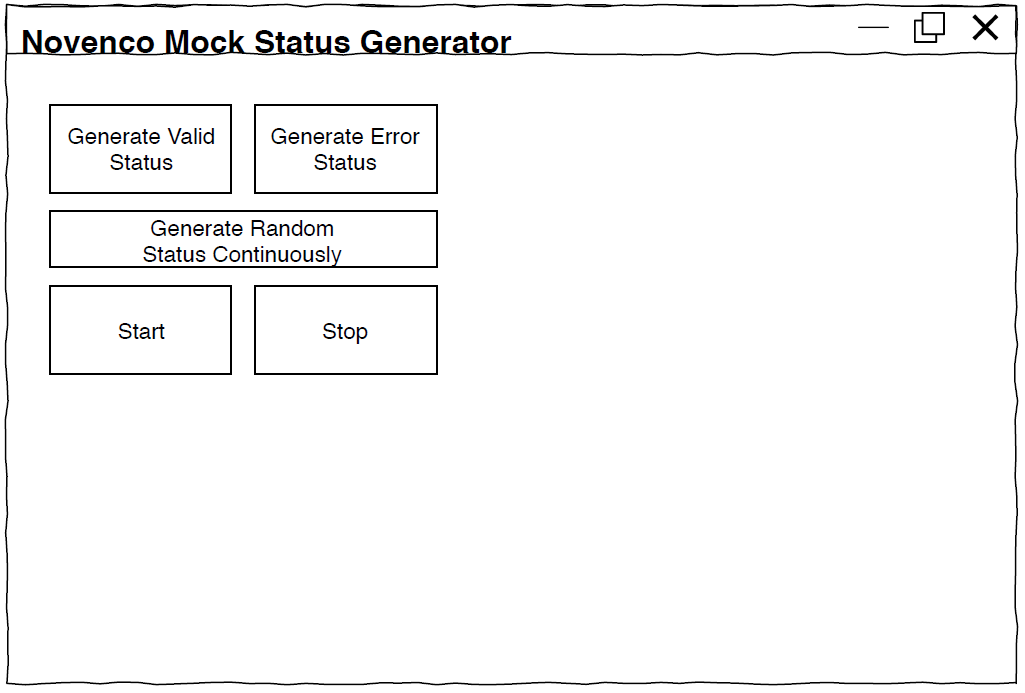 Novenco Mock Status Generator
Generate Valid
Status
Generate Error
Status
Generate Random
Status Continuously
Start
Stop